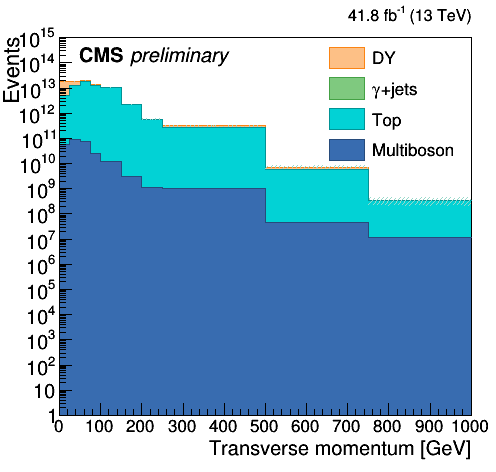 41.8 fb⁻¹ (13 TeV)
CMS preliminary
DY
γ+jets
Top
Multiboson
Events
10¹⁵
10¹⁴
10¹³
10¹²
10¹¹
10¹⁰
10⁹
10⁸
10⁷
10⁶
10⁵
10⁴
10³
10²
10
1
0 100 200 300 400 500 600 700 800 900 1000
Transverse momentum [GeV]